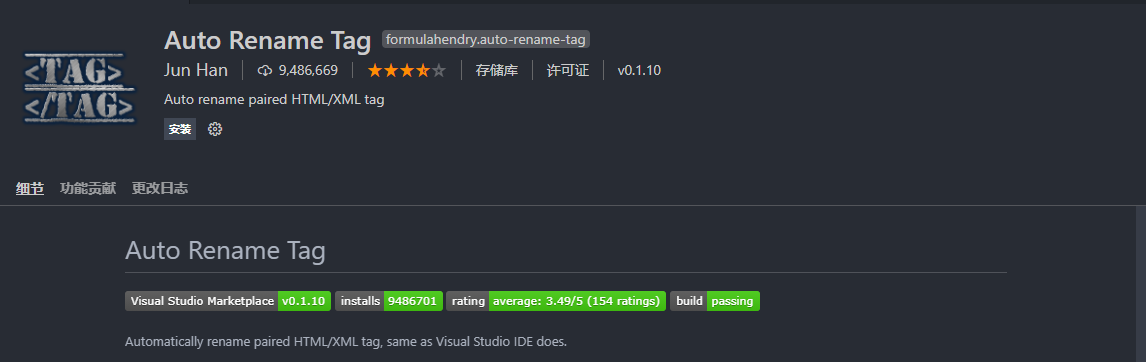 <TAG>
</TAG>
Auto Rename Tag formulahendry.auto-rename-tag
Jun Han 9,486,669 存储库 许可证 v0.1.10
Auto rename paired HTML/XML tag
安装
细节 功能贡献 更改日志
Auto Rename Tag
Visual Studio Marketplace v0.1.10 installs 9486701 rating average: 3.49/5 (154 ratings) build passing
Automatically rename paired HTML/XML tag, same as Visual Studio IDE does.